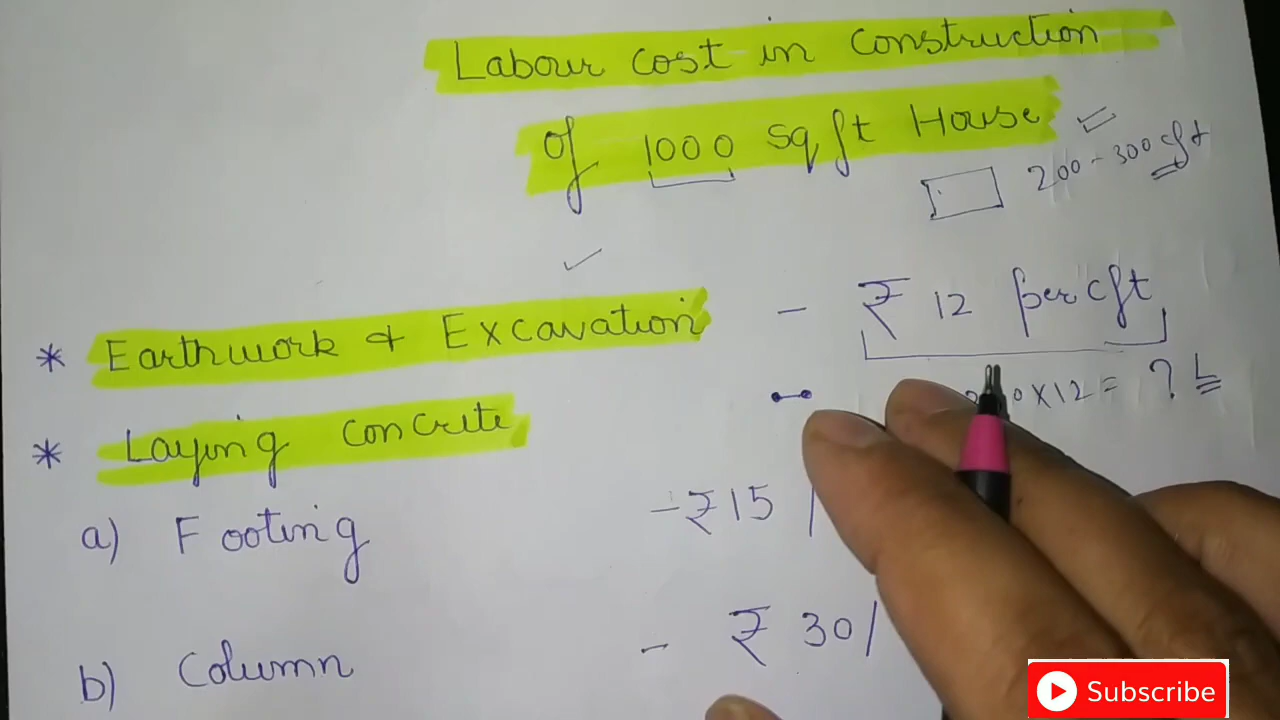 Labour cost in construction
of 1000 sqft House
200 - 300 cft
* Earthwork & Excavation - ₹ 12 per cft
0x12 = ? L
* Laying concrete
a) Footing - ₹15 /
b) Column - ₹ 30/
Subscribe